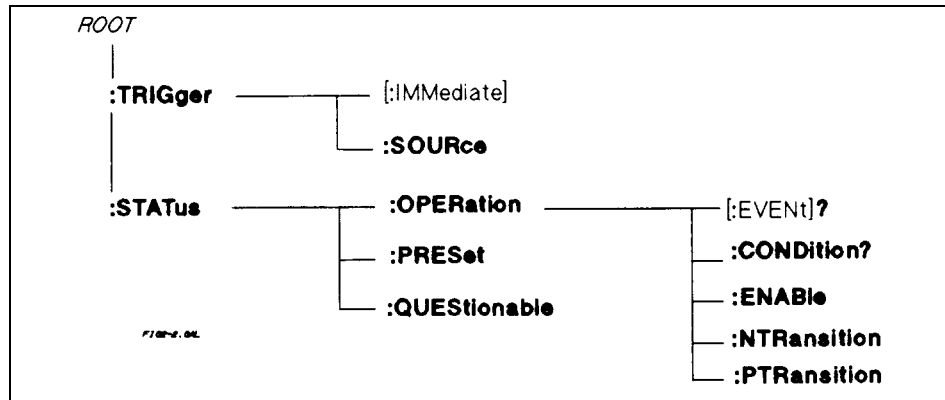 ROOT
:TRIGger [:IMMediate]
:SOURce
:STATus :OPERation [:EVENt]?
:PRESet :CONDition?
:QUEStionable :ENABle
:NTRansition
:PTRansition